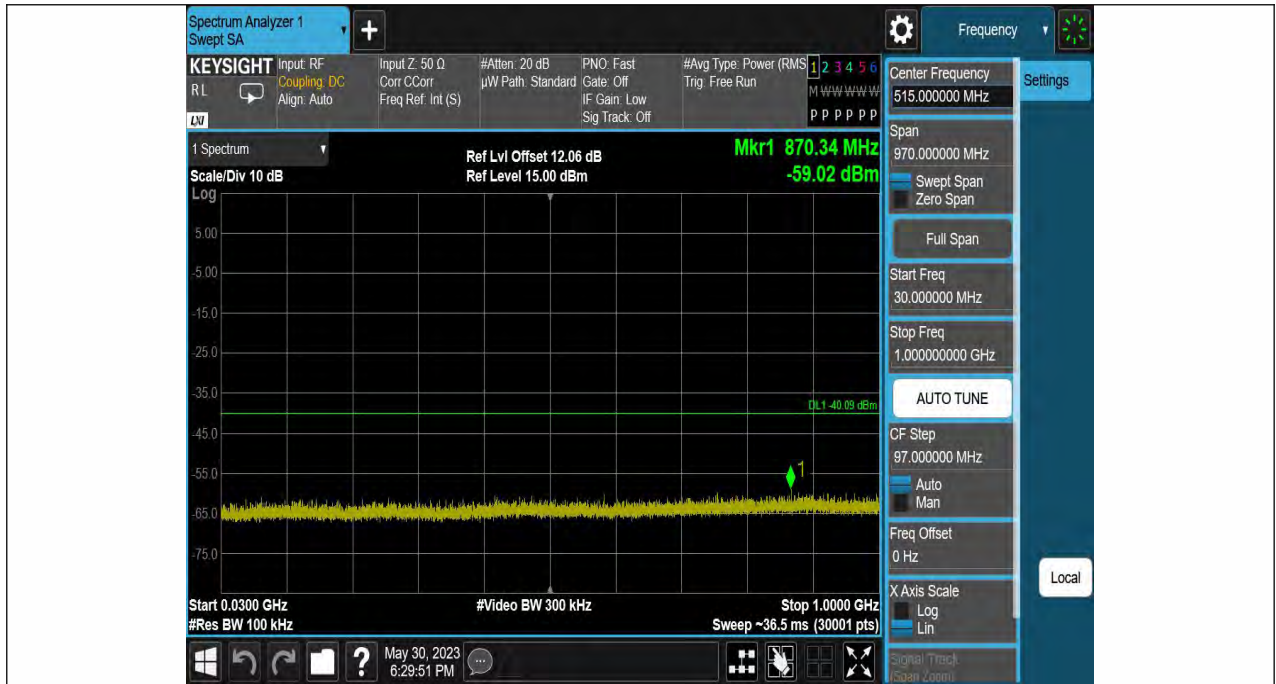 Spectrum Analyzer 1
Swept SA
+
Frequency
KEYSIGHT
RL
LXI
Input: RF
Coupling: DC
Align: Auto
Input Z: 50 Ω
Corr CCorr
Freq Ref: Int (S)
#Atten: 20 dB
µW Path: Standard
PNO: Fast
Gate: Off
IF Gain: Low
Sig Track: Off
#Avg Type: Power (RMS
Trig: Free Run
1 2 3 4 5 6
M W W W W W
P P P P P P
1 Spectrum
Scale/Div 10 dB
Ref Lvl Offset 12.06 dB
Ref Level 15.00 dBm
Mkr1 870.34 MHz
-59.02 dBm
Log
5.00
-5.00
-15.0
-25.0
-35.0
DL1 -40.09 dBm
-45.0
-55.0
1
-65.0
-75.0
Start 0.0300 GHz
#Res BW 100 kHz
#Video BW 300 kHz
Stop 1.0000 GHz
Sweep ~36.5 ms (30001 pts)
?
May 30, 2023
6:29:51 PM
Center Frequency
515.000000 MHz
Span
970.000000 MHz
Swept Span
Zero Span
Full Span
Start Freq
30.000000 MHz
Stop Freq
1.000000000 GHz
AUTO TUNE
CF Step
97.000000 MHz
Auto
Man
Freq Offset
0 Hz
X Axis Scale
Log
Lin
Signal Track
(Span Zoom)
Settings
Local